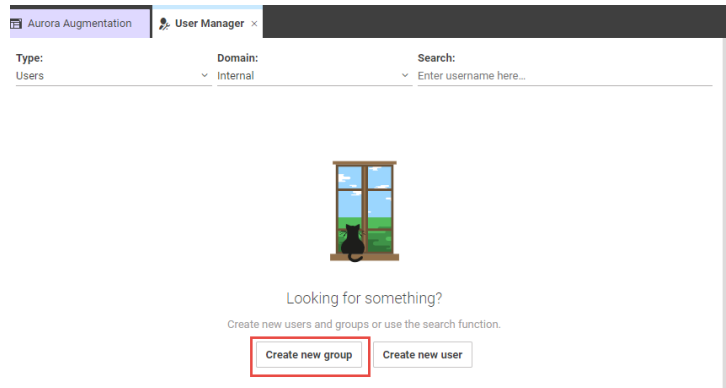 Aurora Augmentation User Manager ×
Type: Domain: Search:
Users Internal Enter username here...
Looking for something?
Create new users and groups or use the search function.
Create new group Create new user